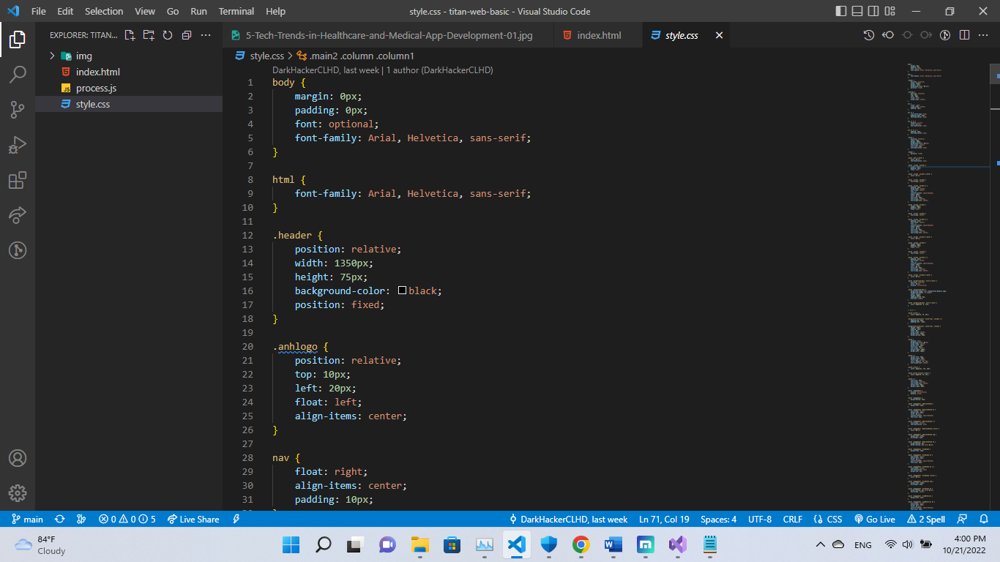 File Edit Selection View Go Run Terminal Help
style.css - titan-web-basic - Visual Studio Code
EXPLORER: TITAN...
img
index.html
process.js
style.css
5-Tech-Trends-in-Healthcare-and-Medical-App-Development-01.jpg
index.html
style.css
style.css > .main2 .column .column1
DarkHackerCLHD, last week | 1 author (DarkHackerCLHD)
1 body {
2 margin: 0px;
3 padding: 0px;
4 font: optional;
5 font-family: Arial, Helvetica, sans-serif;
6 }
7
8 html {
9 font-family: Arial, Helvetica, sans-serif;
10 }
11
12 .header {
13 position: relative;
14 width: 1350px;
15 height: 75px;
16 background-color: black;
17 position: fixed;
18 }
19
20 .anhlogo {
21 position: relative;
22 top: 10px;
23 left: 20px;
24 float: left;
25 align-items: center;
26 }
27
28 nav {
29 float: right;
30 align-items: center;
31 padding: 10px;
main 0 0 5 Live Share DarkHackerCLHD, last week Ln 71, Col 19 Spaces: 4 UTF-8 CRLF CSS Go Live 2 Spell
84°F
Cloudy
ENG
4:00 PM
10/21/2022